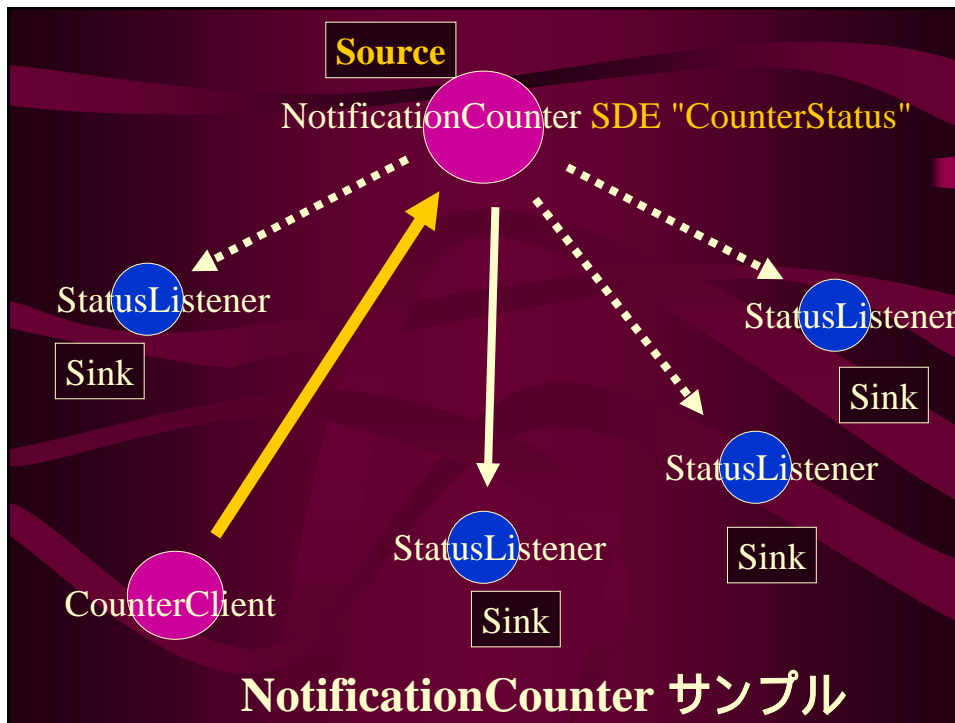 Source
NotificationCounter SDE "CounterStatus"
StatusListener
StatusListener
Sink
Sink
StatusListener
StatusListener
Sink
CounterClient
Sink
NotificationCounter サンプル